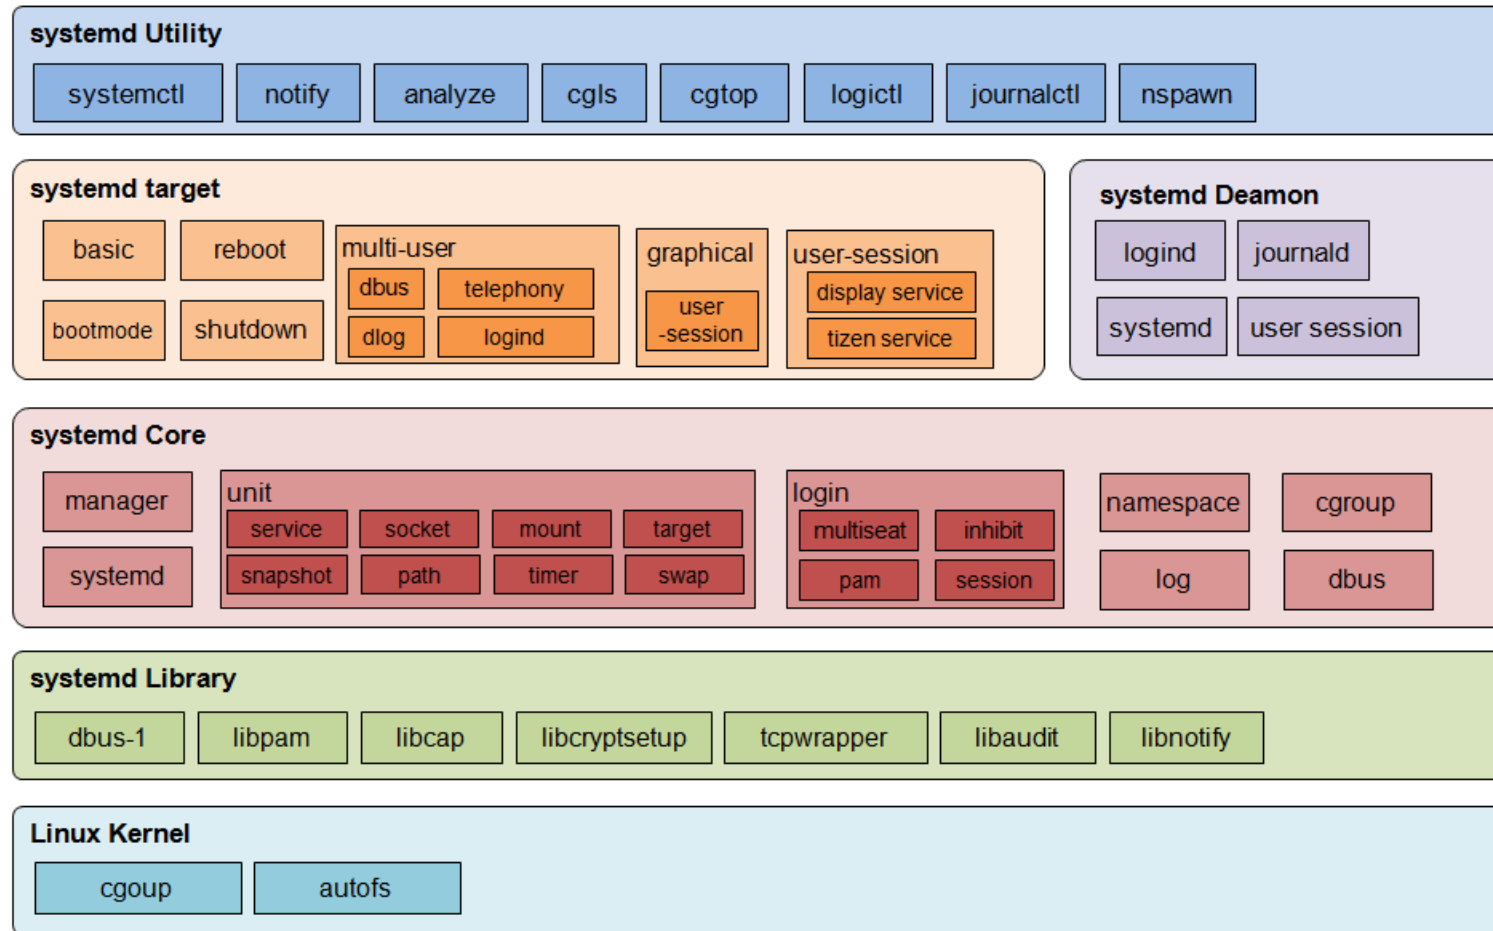 systemd Utility
systemctl
notify
analyze
cgls
cgtop
logictl
journalctl
nspawn
systemd target
basic
reboot
bootmode
shutdown
multi-user
dbus
telephony
dlog
logind
graphical
user
-session
user-session
display service
tizen service
systemd Deamon
logind
journald
systemd
user session
systemd Core
manager
systemd
unit
service
socket
mount
target
snapshot
path
timer
swap
login
multiseat
inhibit
pam
session
namespace
cgroup
log
dbus
systemd Library
dbus-1
libpam
libcap
libcryptsetup
tcpwrapper
libaudit
libnotify
Linux Kernel
cgoup
autofs